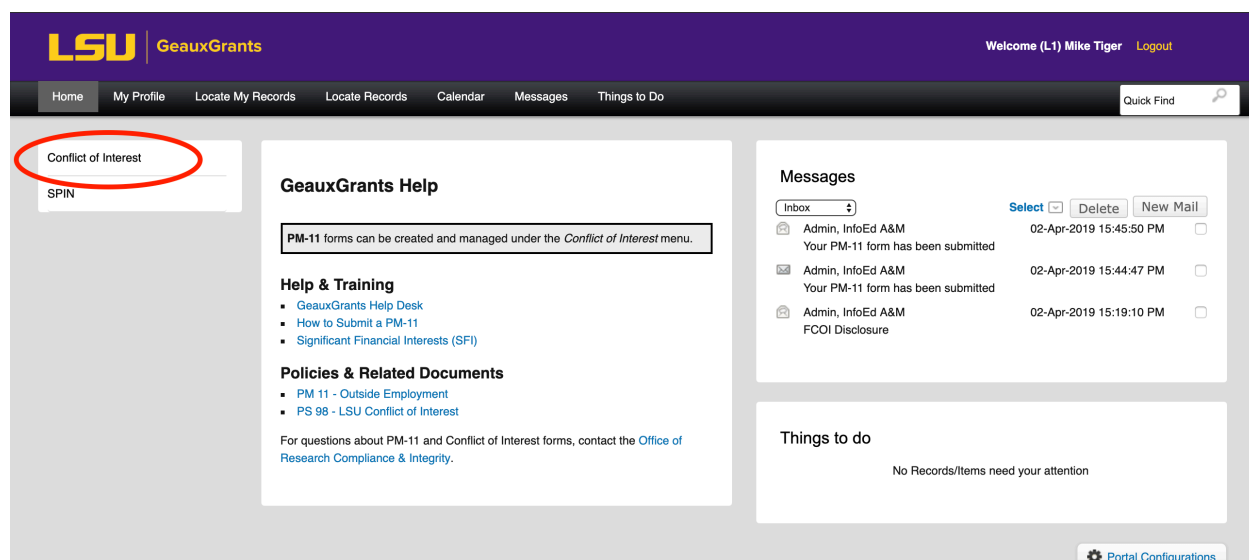 LSU GeauxGrants
Welcome (L1) Mike Tiger Logout
Home My Profile Locate My Records Locate Records Calendar Messages Things to Do
Quick Find
Conflict of Interest
SPIN
GeauxGrants Help
PM-11 forms can be created and managed under the Conflict of Interest menu.
Help & Training
GeauxGrants Help Desk
How to Submit a PM-11
Significant Financial Interests (SFI)
Policies & Related Documents
PM 11 - Outside Employment
PS 98 - LSU Conflict of Interest
For questions about PM-11 and Conflict of Interest forms, contact the Office of
Research Compliance & Integrity.
Messages
Inbox Select Delete New Mail
Admin, InfoEd A&M 02-Apr-2019 15:45:50 PM
Your PM-11 form has been submitted
Admin, InfoEd A&M 02-Apr-2019 15:44:47 PM
Your PM-11 form has been submitted
Admin, InfoEd A&M 02-Apr-2019 15:19:10 PM
FCOI Disclosure
Things to do
No Records/Items need your attention
Portal Configurations